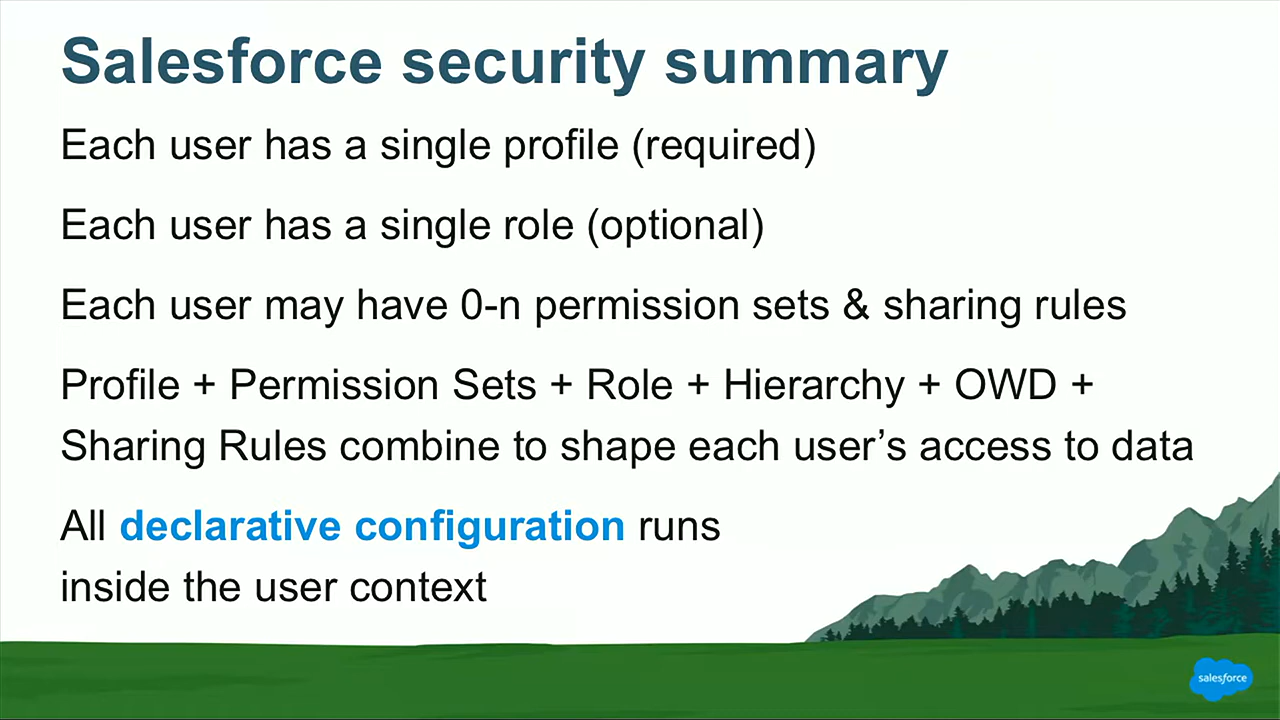 Salesforce security summary
Each user has a single profile (required)
Each user has a single role (optional)
Each user may have 0-n permission sets & sharing rules
Profile + Permission Sets + Role + Hierarchy + OWD +
Sharing Rules combine to shape each user’s access to data
All declarative configuration runs
inside the user context
salesforce